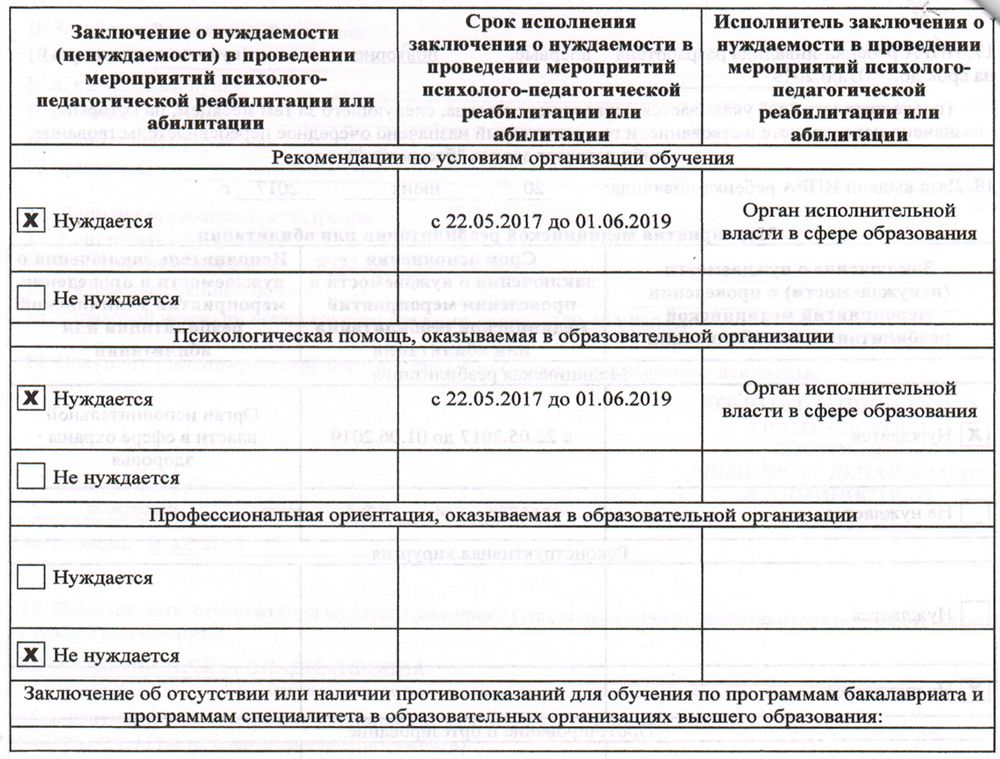 Заключение о нуждаемости
(ненуждаемости) в проведении
мероприятий психолого-
педагогической реабилитации или
абилитации
Срок исполнения
заключения о нуждаемости в
проведении мероприятий
психолого-педагогической
реабилитации или
абилитации
Исполнитель заключения о
нуждаемости в проведении
мероприятий психолого-
педагогической
реабилитации или
абилитации
Рекомендации по условиям организации обучения
X Нуждается
с 22.05.2017 до 01.06.2019
Орган исполнительной
власти в сфере образования
Не нуждается
Психологическая помощь, оказываемая в образовательной организации
X Нуждается
с 22.05.2017 до 01.06.2019
Орган исполнительной
власти в сфере образования
Не нуждается
Профессиональная ориентация, оказываемая в образовательной организации
Нуждается
X Не нуждается
Заключение об отсутствии или наличии противопоказаний для обучения по программам бакалавриата и
программам специалитета в образовательных организациях высшего образования: